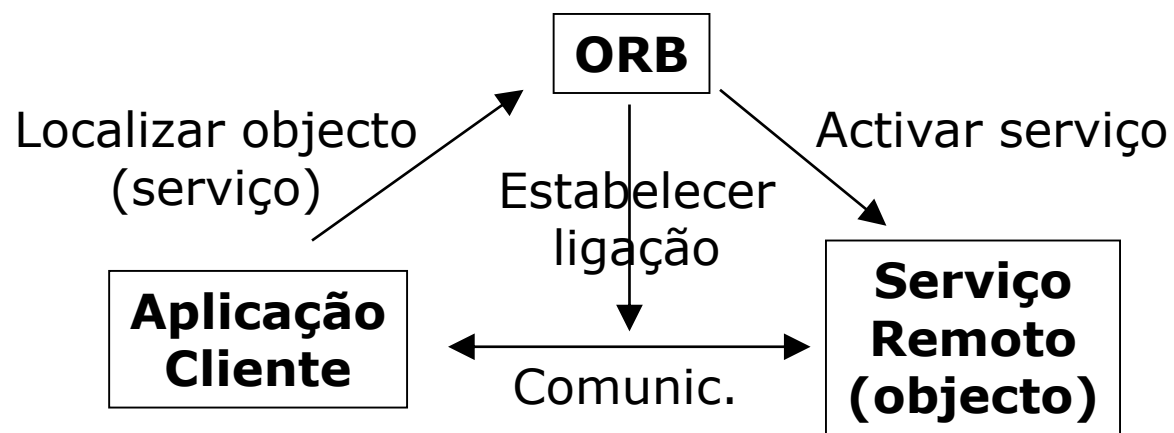 ORB
Localizar objecto
(serviço)
Activar serviço
Estabelecer
ligação
Aplicação
Cliente
Comunic.
Serviço
Remoto
(objecto)